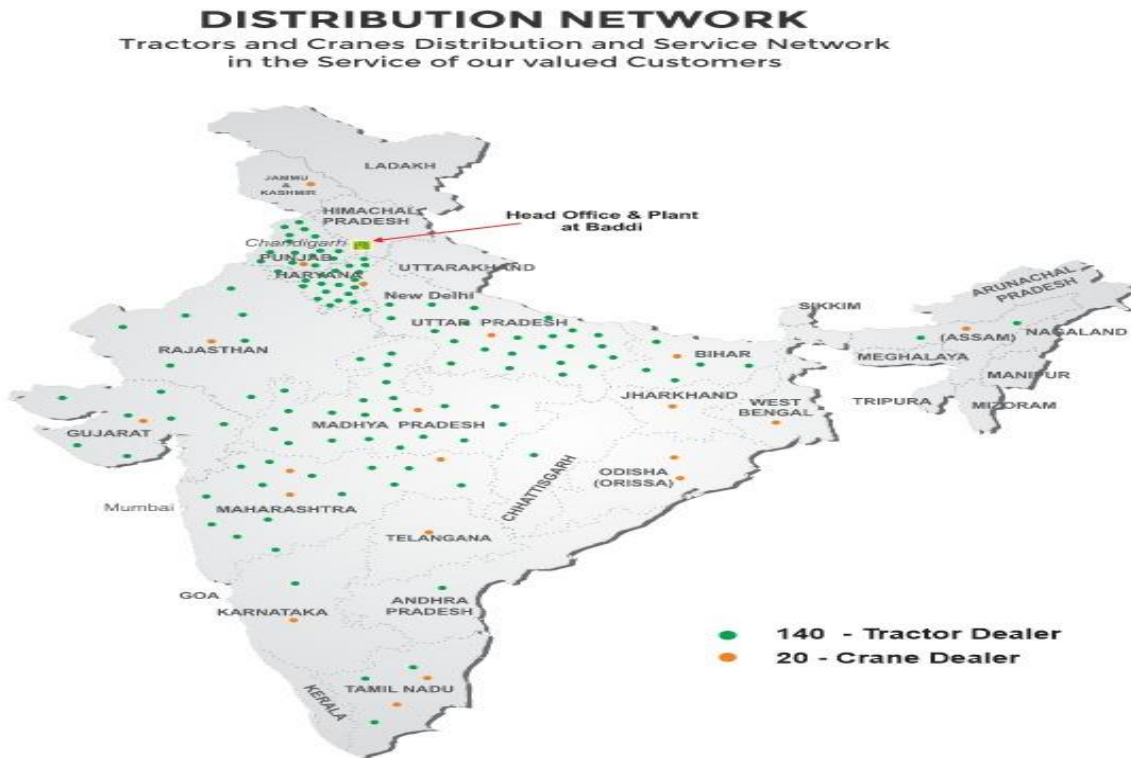 DISTRIBUTION NETWORK
Tractors and Cranes Distribution and Service Network
in the Service of our valued Customers
LADAKH
JAMMU
&
KASHMIR
HIMACHAL
PRADESH
Head Office & Plant
at Baddi
Chandigarh
PUNJAB
HARYANA
UTTARAKHAND
New Delhi
ARUNACHAL
PRADESH
SIKKIM
UTTAR PRADESH
(ASSAM)
NAGALAND
RAJASTHAN
BIHAR
MEGHALAYA
MANIPUR
JHARKHAND
WEST
BENGAL
TRIPURA
MIZORAM
GUJARAT
MADHYA PRADESH
CHHATTISGARH
ODISHA
(ORISSA)
Mumbai
MAHARASHTRA
TELANGANA
GOA
KARNATAKA
ANDHRA
PRADESH
140 - Tractor Dealer
20 - Crane Dealer
TAMIL NADU
KERALA